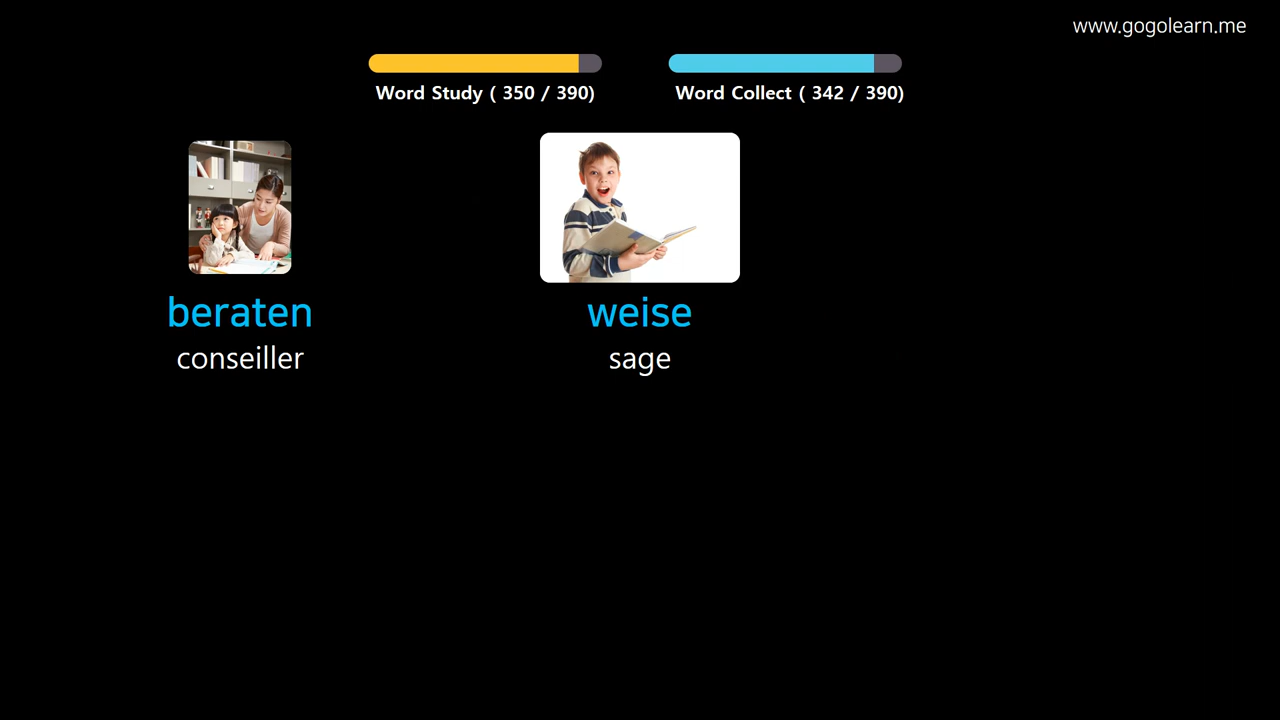 www.gogolearn.me
Word Study ( 350 / 390)
Word Collect ( 342 / 390)
beraten
conseiller
weise
sage